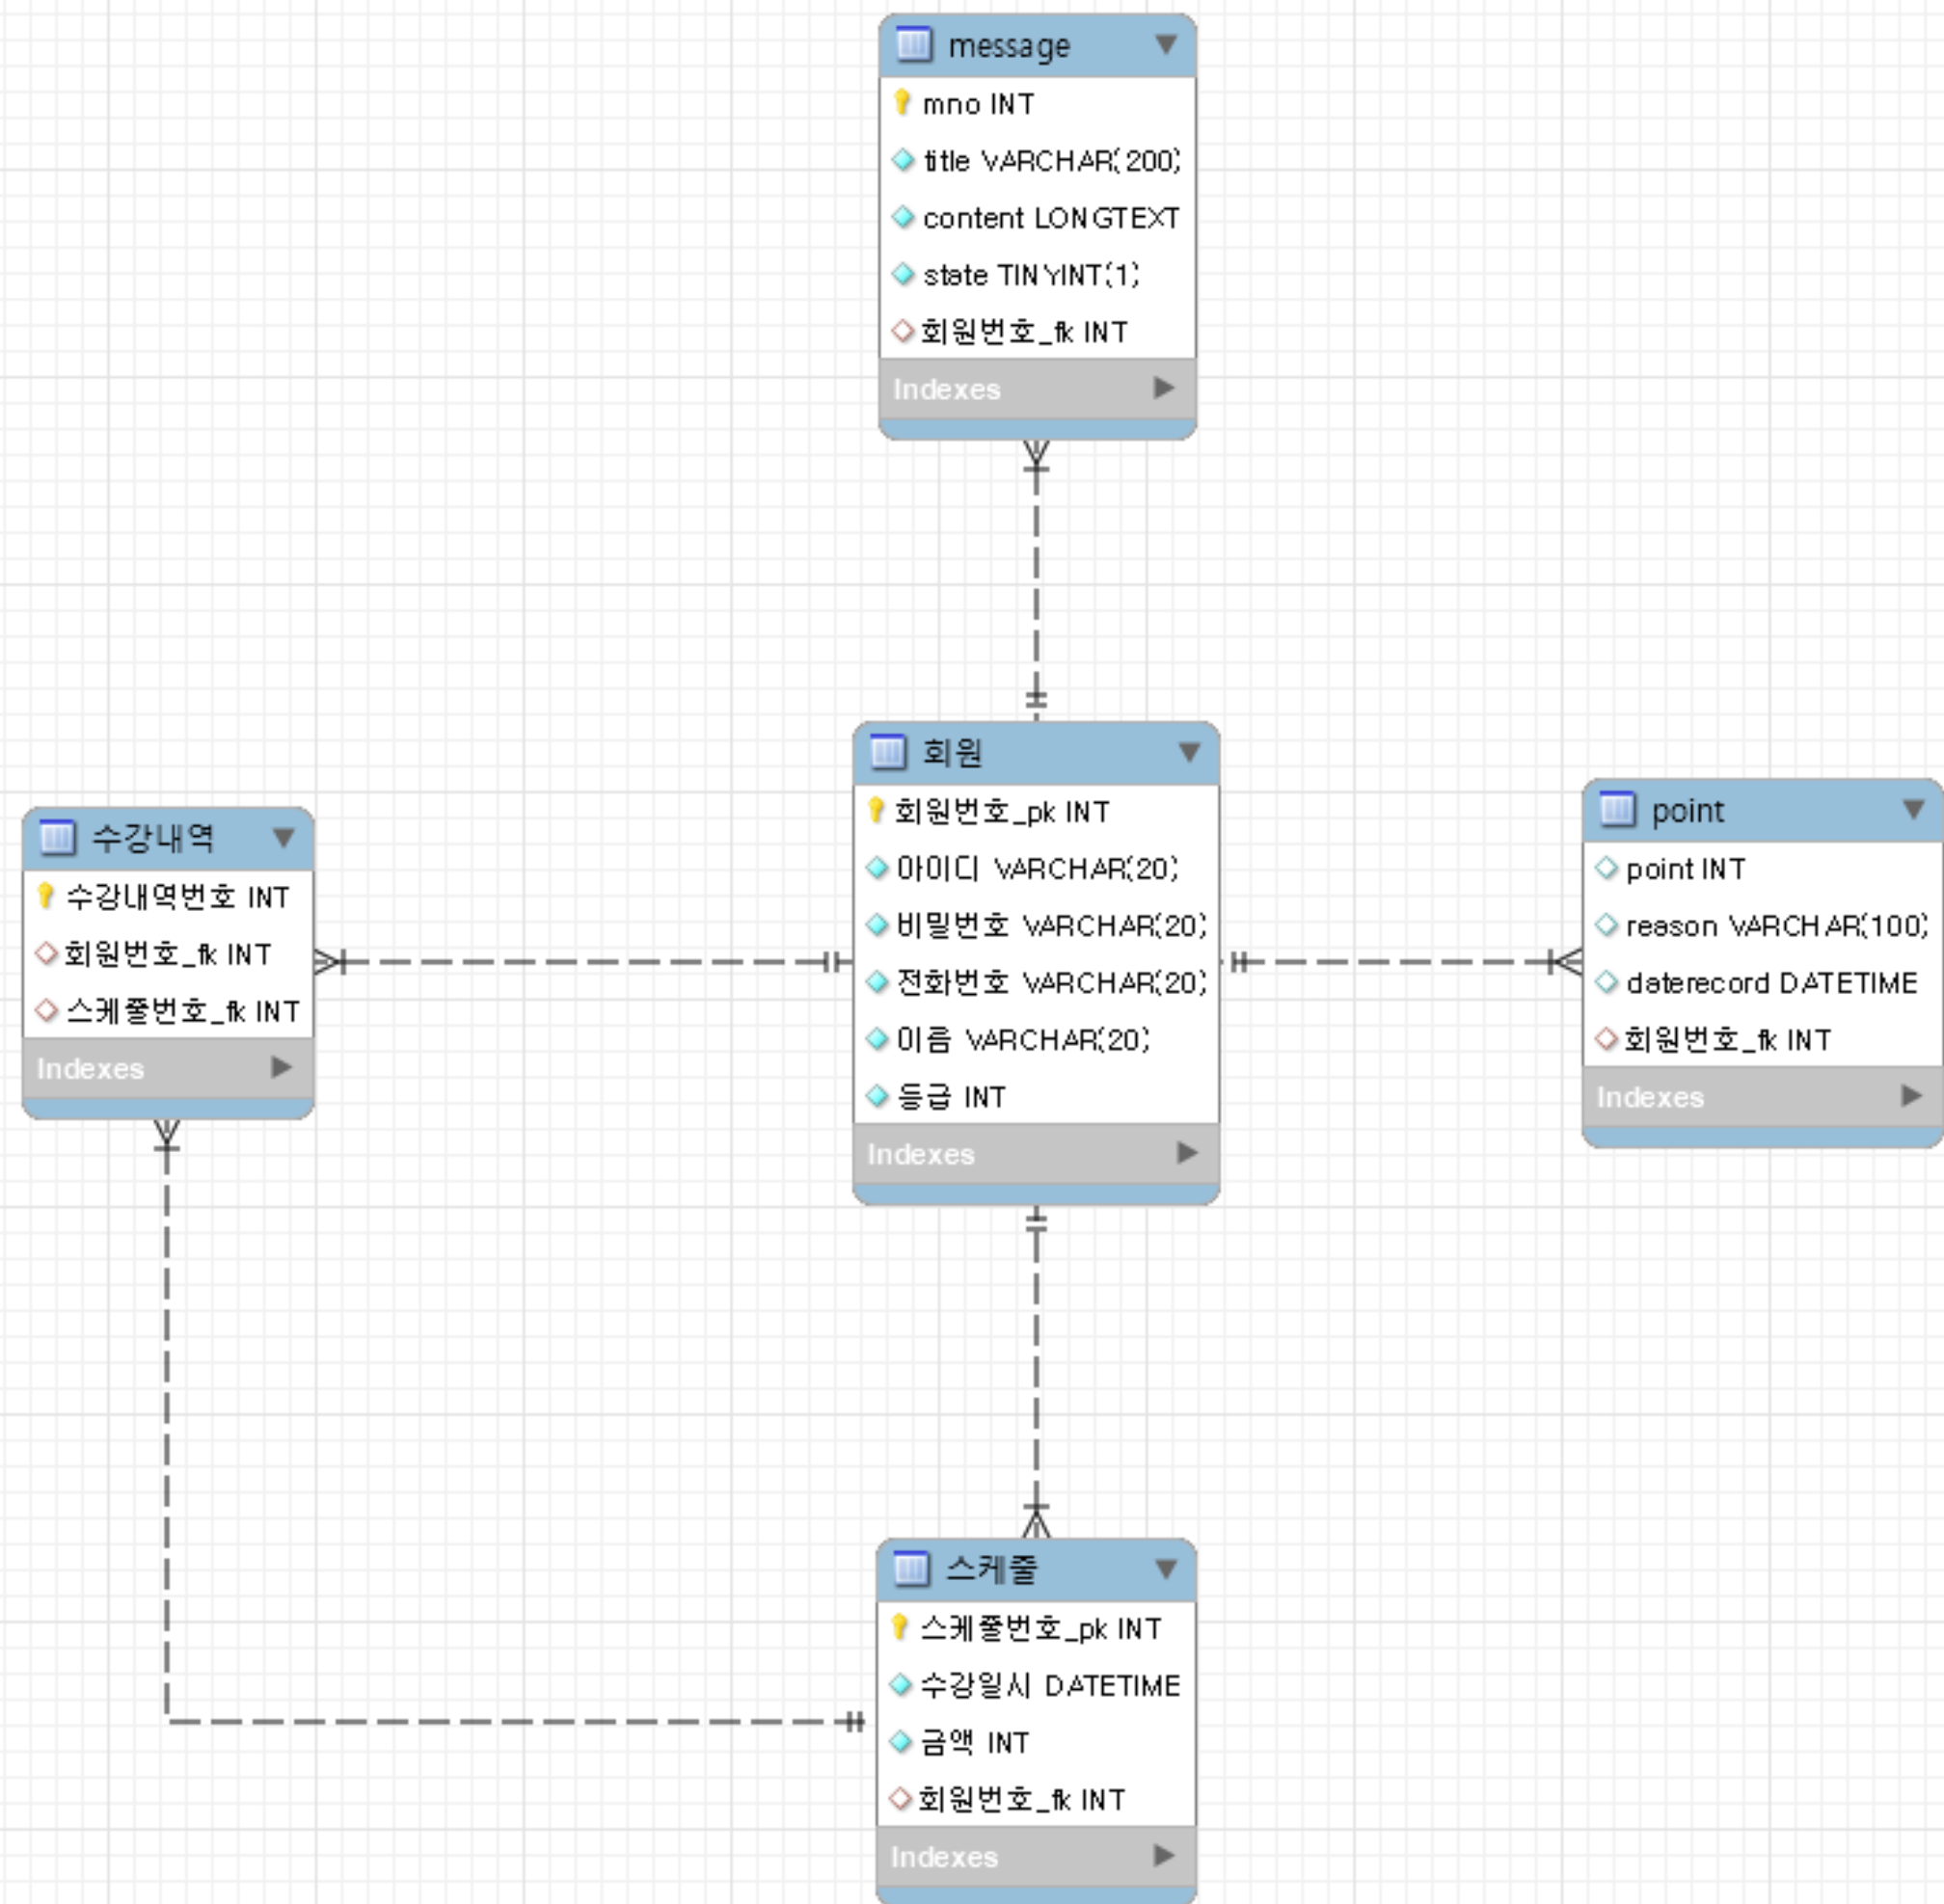 message
mno INT
title VARCHAR(200)
content LONGTEXT
state TINYINT(1)
회원번호_fk INT
Indexes
회원
회원번호_pk INT
아이디 VARCHAR(20)
비밀번호 VARCHAR(20)
전화번호 VARCHAR(20)
이름 VARCHAR(20)
등급 INT
Indexes
수강내역
수강내역번호 INT
회원번호_fk INT
스케줄번호_fk INT
Indexes
point
point INT
reason VARCHAR(100)
daterecord DATETIME
회원번호_fk INT
Indexes
스케줄
스케줄번호_pk INT
수강일시 DATETIME
금액 INT
회원번호_fk INT
Indexes